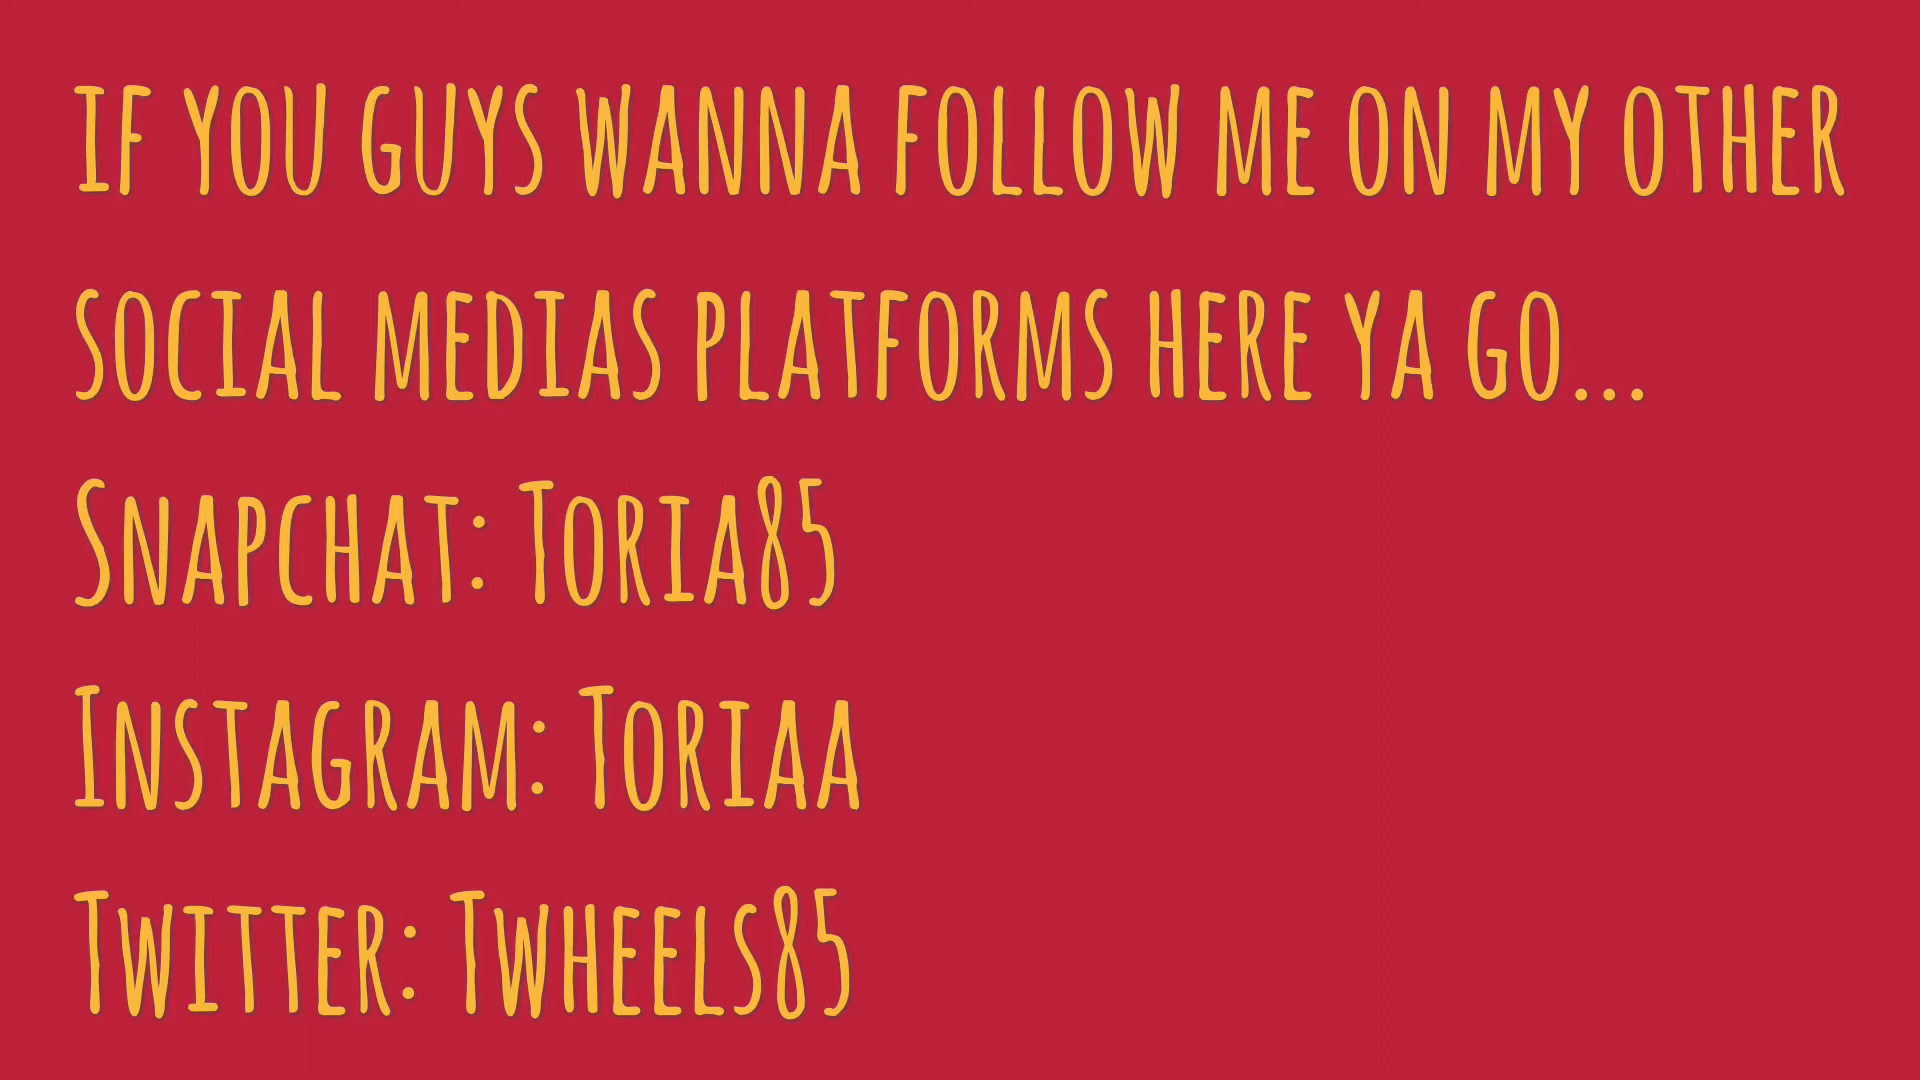 if you guys wanna follow me on my other
social medias platforms here ya go...
Snapchat: Toria85
Instagram: Toriaa
Twitter: Twheels85